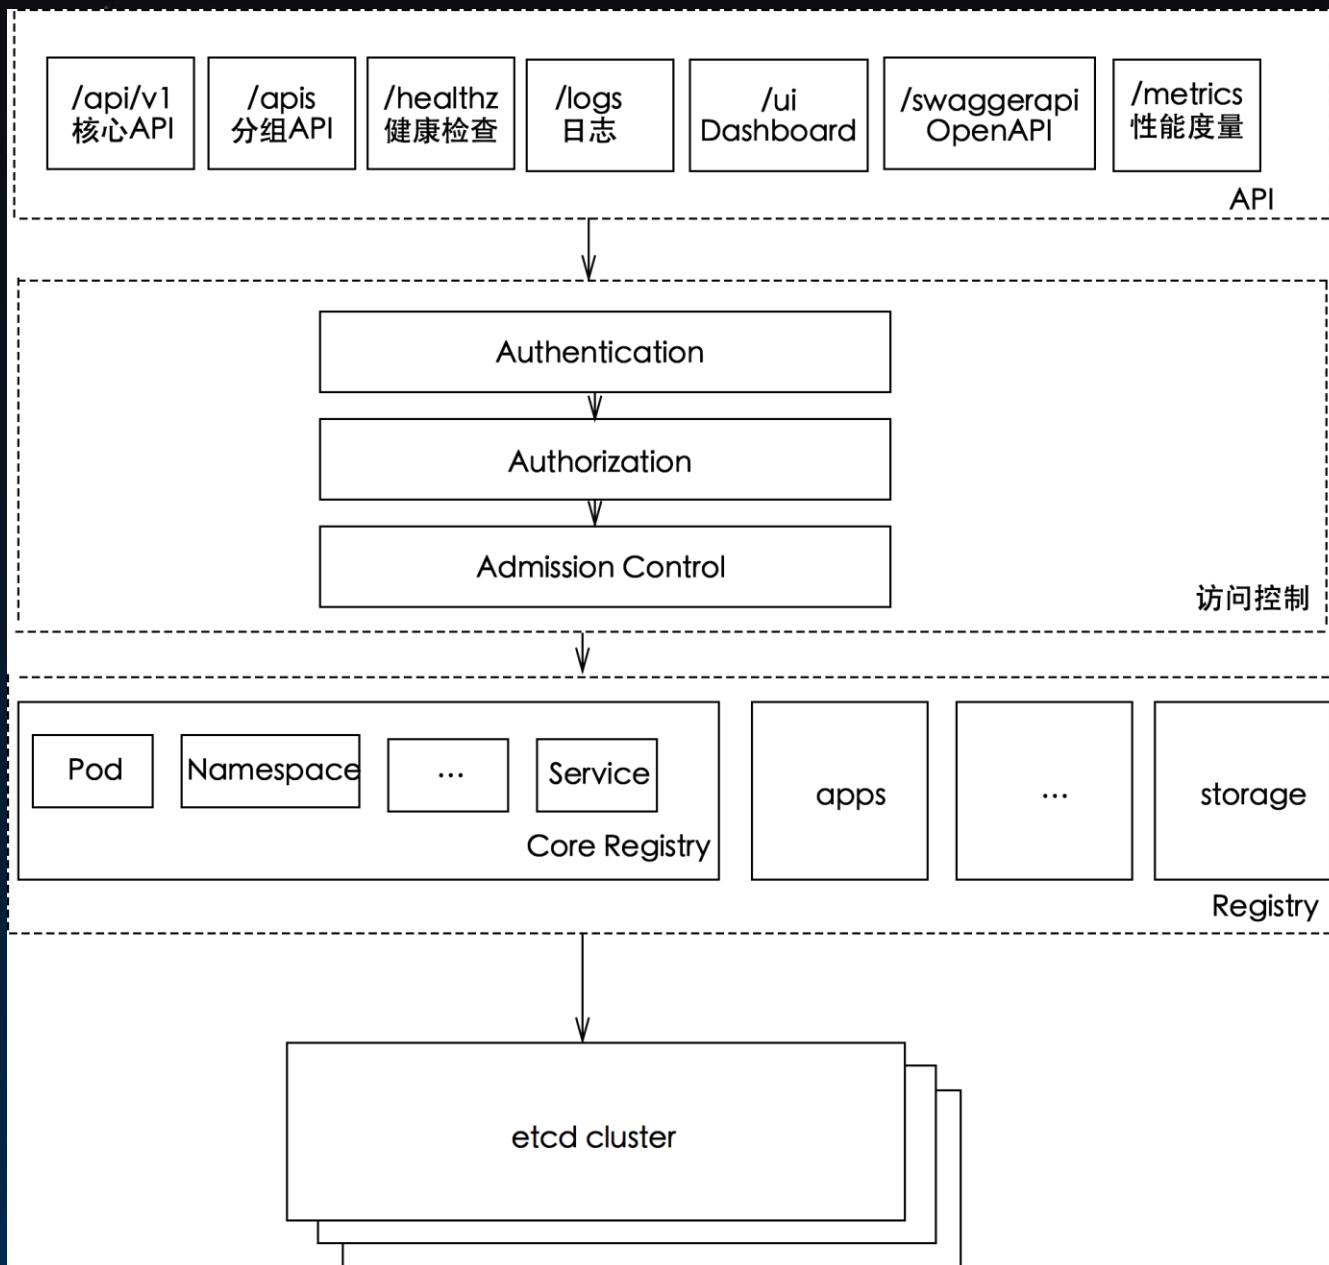 /api/v1
核心API
/apis
分组API
/healthz
健康检查
/logs
日志
/ui
Dashboard
/swaggerapi
OpenAPI
/metrics
性能度量
API
Authentication
Authorization
Admission Control
访问控制
Pod
Namespace
...
Service
Core Registry
apps
...
storage
Registry
etcd cluster